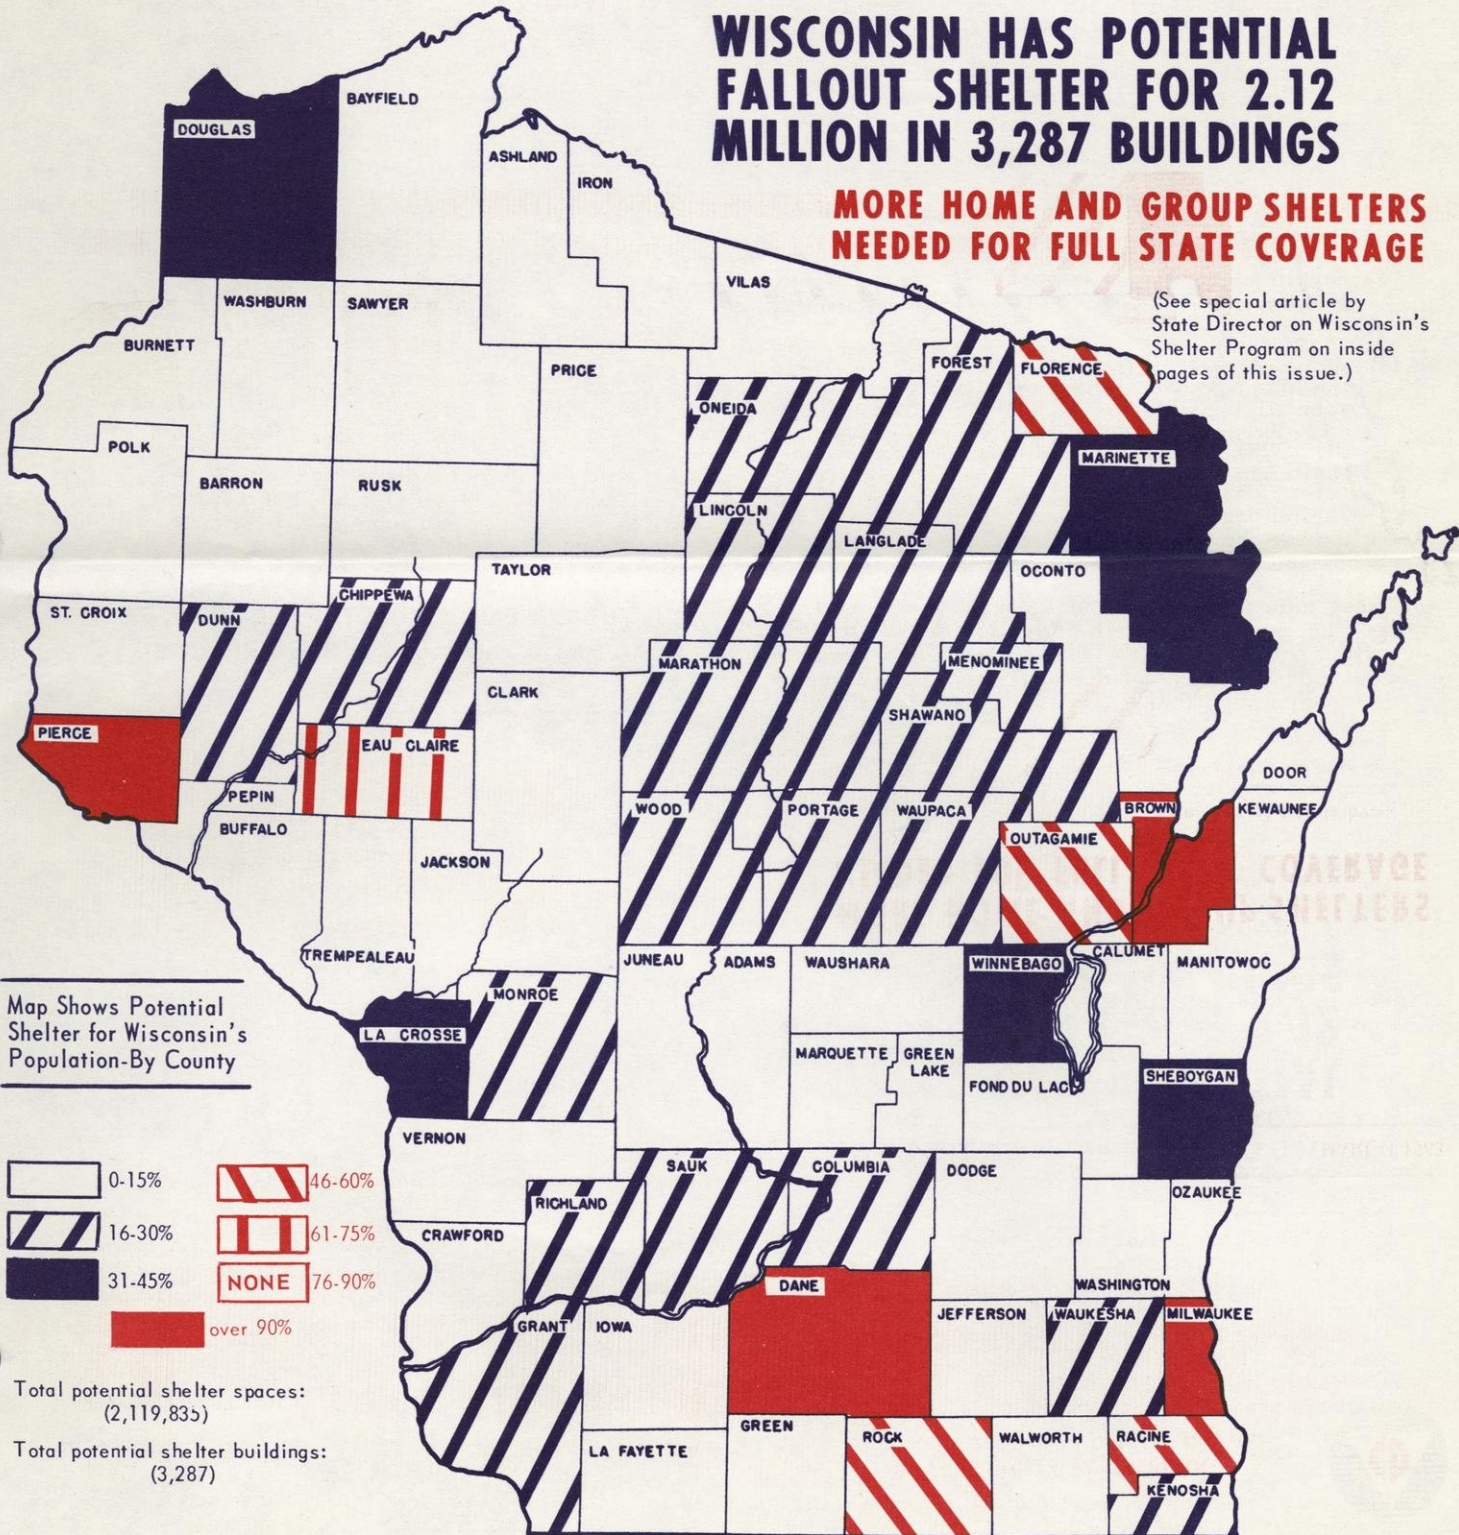 WISCONSIN HAS POTENTIAL
FALLOUT SHELTER FOR 2.12
MILLION IN 3,287 BUILDINGS
MORE HOME AND GROUP SHELTERS
NEEDED FOR FULL STATE COVERAGE
(See special article by
State Director on Wisconsin's
Shelter Program on inside
pages of this issue.)
DOUGLAS
BAYFIELD
ASHLAND
IRON
VILAS
WASHBURN
SAWYER
BURNETT
PRICE
FOREST
FLORENCE
ONEIDA
POLK
BARRON
RUSK
MARINETTE
LINCOLN
LANGLADE
TAYLOR
OCONTO
CHIPPEWA
ST. CROIX
DUNN
MARATHON
MENOMINEE
CLARK
SHAWANO
PIERCE
EAU CLAIRE
DOOR
PEPIN
WOOD
PORTAGE
WAUPACA
BROWN
KEWAUNEE
BUFFALO
OUTAGAMIE
JACKSON
TREMPEALEAU
JUNEAU
ADAMS
WAUSHARA
WINNEBAGO
CALUMET
MANITOWOC
MONROE
LA CROSSE
MARQUETTE
GREEN
LAKE
FOND DU LAC
SHEBOYGAN
VERNON
SAUK
COLUMBIA
DODGE
OZAUKEE
RICHLAND
CRAWFORD
WASHINGTON
DANE
GRANT
IOWA
JEFFERSON
WAUKESHA
MILWAUKEE
GREEN
ROCK
WALWORTH
RACINE
LA FAYETTE
KENOSHA
Map Shows Potential
Shelter for Wisconsin's
Population-By County
0-15%
46-60%
16-30%
61-75%
31-45%
NONE 76-90%
over 90%
Total potential shelter spaces:
(2,119,835)
Total potential shelter buildings:
(3,287)